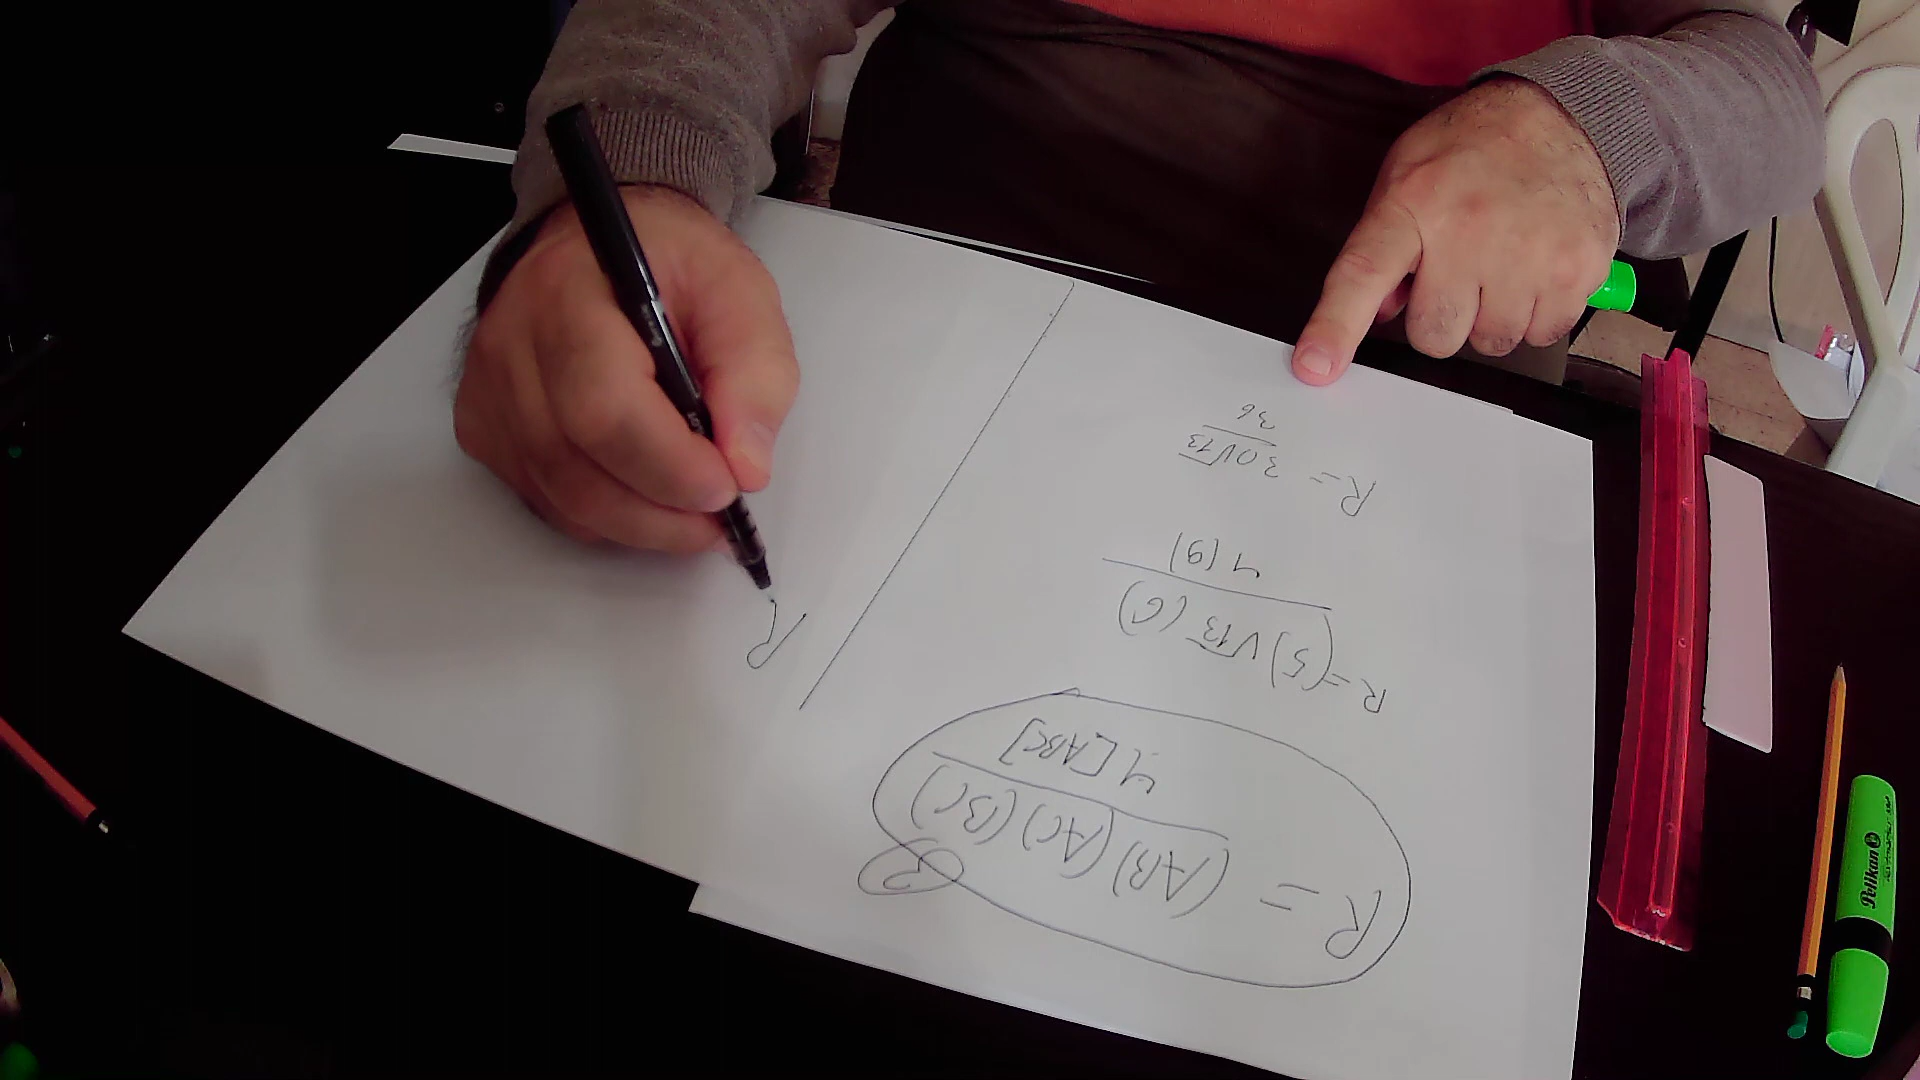 R = (AB)(AC)(BC)
4[ABC]
R = (5)√13(6)
4(9)
R = 30√13
36
R
Pelikan